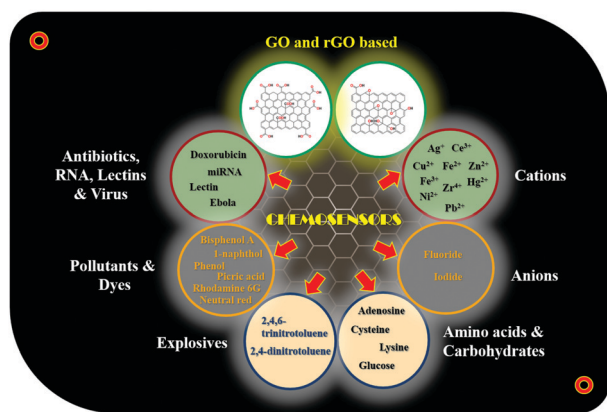 GO and rGO based
Antibiotics,
RNA, Lectins
& Virus
Doxorubicin
miRNA
Lectin
Ebola
Ag⁺ Ce³⁺
Cu²⁺ Fe²⁺ Zn²⁺
Fe³⁺ Zr⁴⁺ Hg²⁺
Ni²⁺
Pb²⁺
Cations
CHEMOSENSORS
Pollutants &
Dyes
Bisphenol A
1-naphthol
Phenol
Picric acid
Rhodamine 6G
Neutral red
Fluoride
Iodide
Anions
Explosives
2,4,6-
trinitrotoluene
2,4-dinitrotoluene
Adenosine
Cysteine
Lysine
Glucose
Amino acids &
Carbohydrates